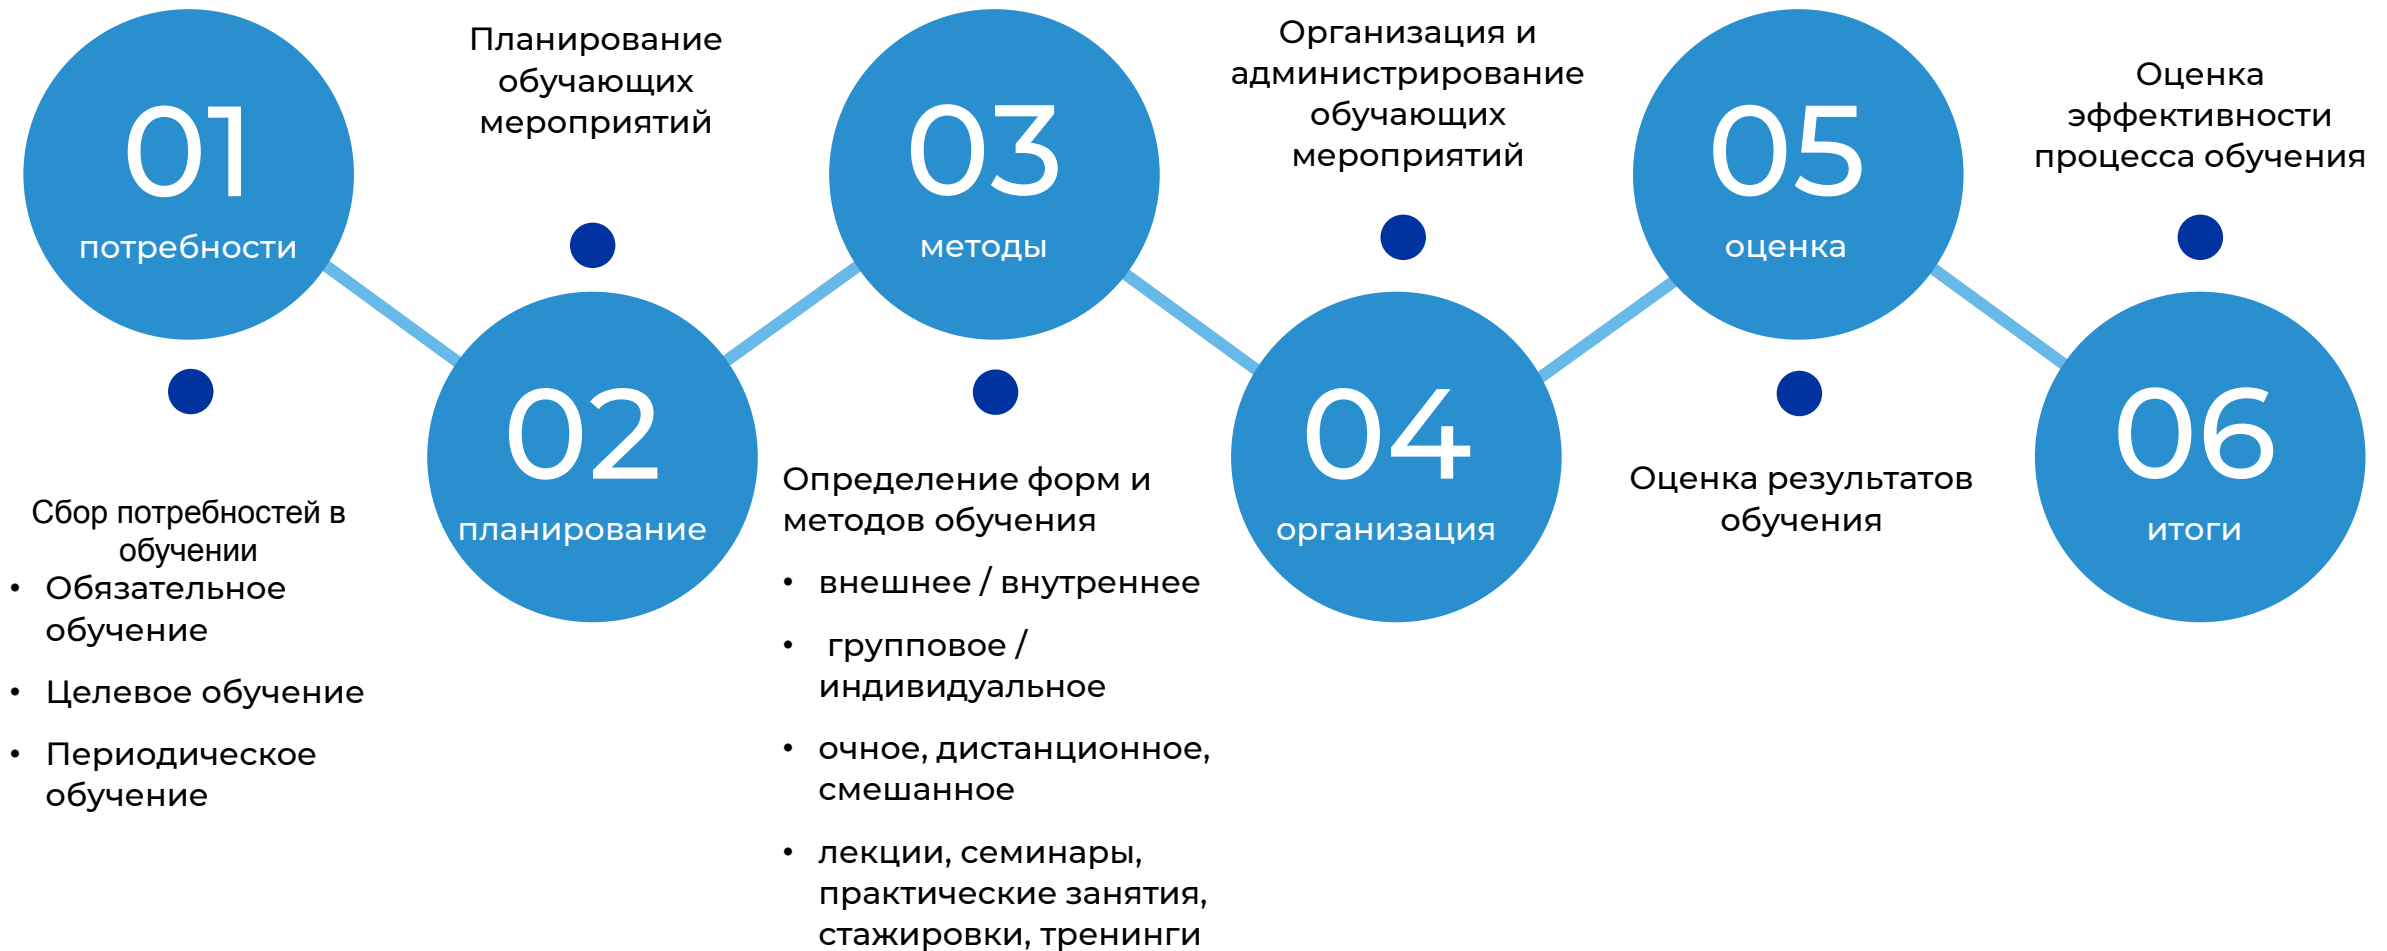 01
потребности
Сбор потребностей в
обучении
• Обязательное
обучение
• Целевое обучение
• Периодическое
обучение
Планирование
обучающих
мероприятий
02
планирование
03
методы
Определение форм и
методов обучения
• внешнее / внутреннее
• групповое /
индивидуальное
• очное, дистанционное,
смешанное
• лекции, семинары,
практические занятия,
стажировки, тренинги
Организация и
администрирование
обучающих
мероприятий
04
организация
05
оценка
Оценка результатов
обучения
Оценка
эффективности
процесса обучения
06
итоги